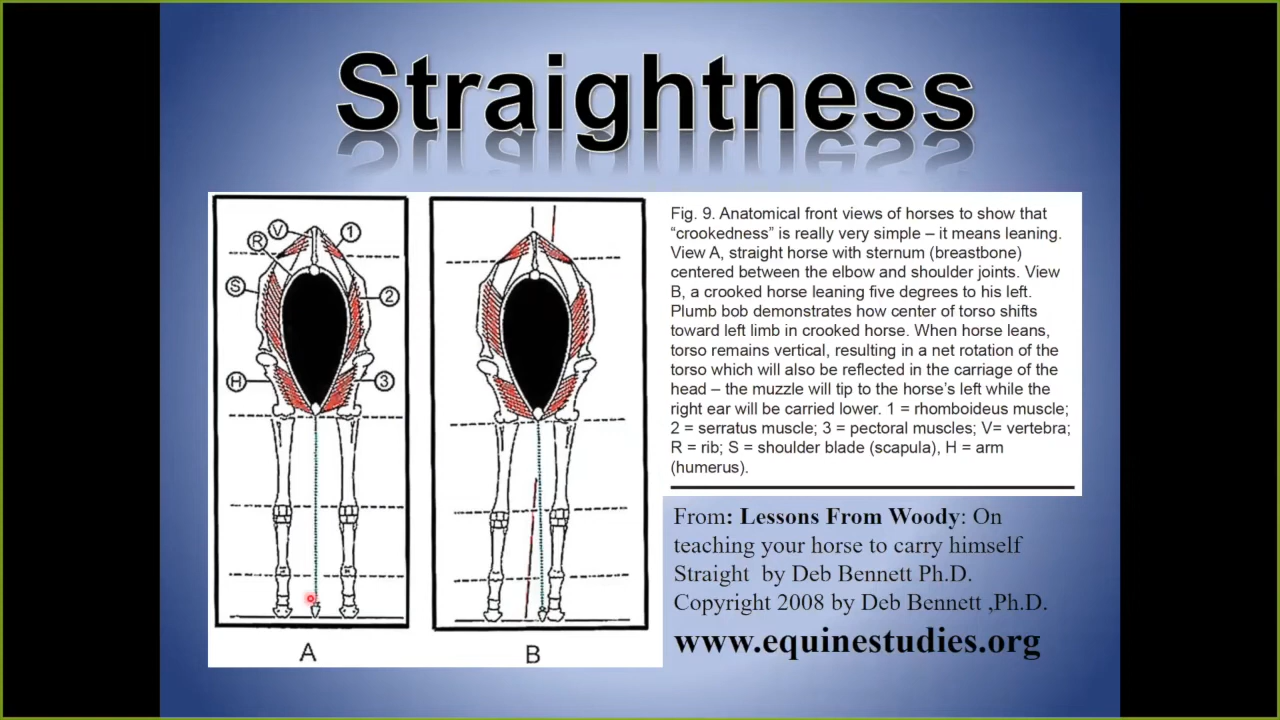 Straightness
V
1
R
S
2
H
3
A
B
Fig. 9. Anatomical front views of horses to show that
“crookedness” is really very simple – it means leaning.
View A, straight horse with sternum (breastbone)
centered between the elbow and shoulder joints. View
B, a crooked horse leaning five degrees to his left.
Plumb bob demonstrates how center of torso shifts
toward left limb in crooked horse. When horse leans,
torso remains vertical, resulting in a net rotation of the
torso which will also be reflected in the carriage of the
head – the muzzle will tip to the horse’s left while the
right ear will be carried lower. 1 = rhomboideus muscle;
2 = serratus muscle; 3 = pectoral muscles; V= vertebra;
R = rib; S = shoulder blade (scapula), H = arm
(humerus).
From: Lessons From Woody: On
teaching your horse to carry himself
Straight by Deb Bennett Ph.D.
Copyright 2008 by Deb Bennett ,Ph.D.
www.equinestudies.org